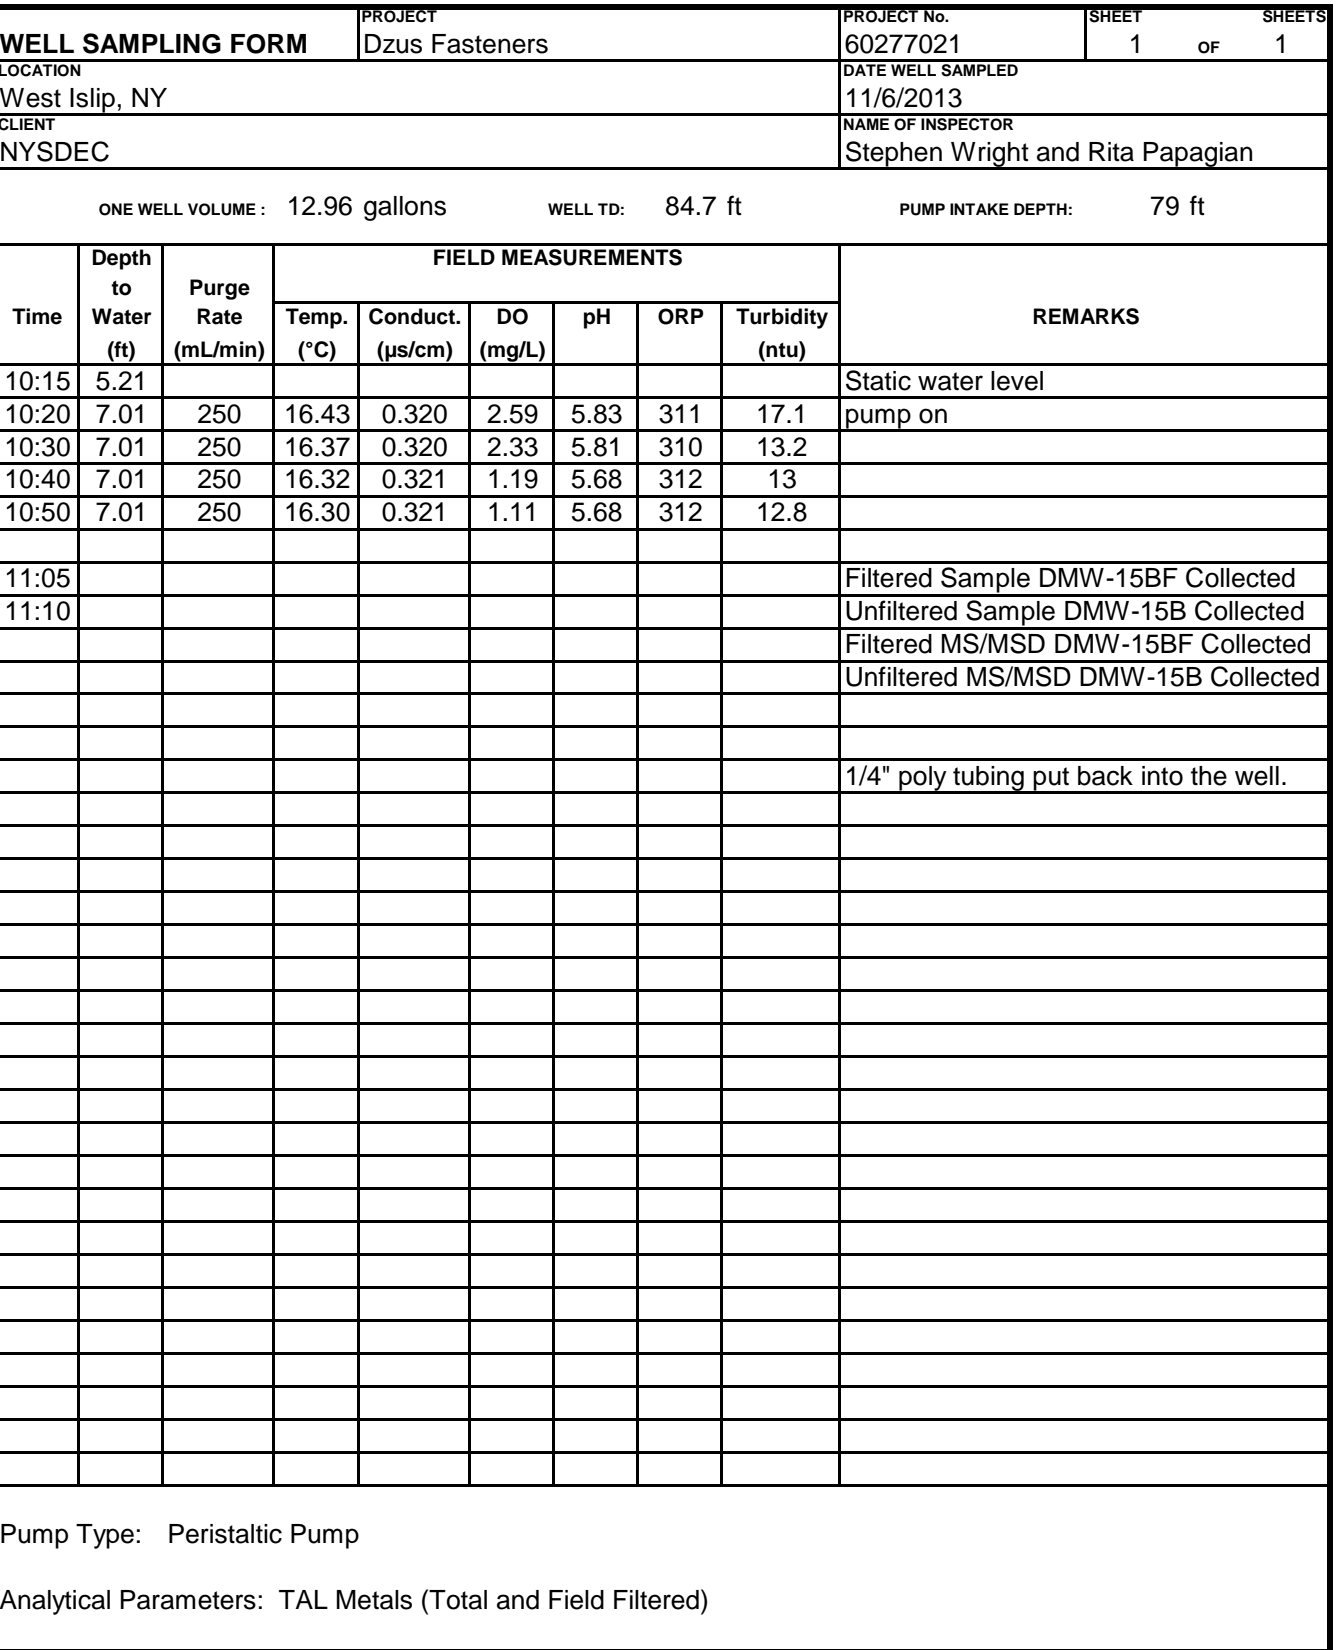 PROJECT PROJECT No. SHEET SHEETS
WELL SAMPLING FORM Dzus Fasteners 60277021 1 OF 1
LOCATION DATE WELL SAMPLED
West Islip, NY 11/6/2013
CLIENT NAME OF INSPECTOR
NYSDEC Stephen Wright and Rita Papagian
ONE WELL VOLUME : 12.96 gallons WELL TD: 84.7 ft PUMP INTAKE DEPTH: 79 ft
Depth FIELD MEASUREMENTS
to Purge
Time Water Rate Temp. Conduct. DO pH ORP Turbidity REMARKS
(ft) (mL/min) (°C) (µs/cm) (mg/L) (ntu)
10:15 5.21 Static water level
10:20 7.01 250 16.43 0.320 2.59 5.83 311 17.1 pump on
10:30 7.01 250 16.37 0.320 2.33 5.81 310 13.2
10:40 7.01 250 16.32 0.321 1.19 5.68 312 13
10:50 7.01 250 16.30 0.321 1.11 5.68 312 12.8
11:05 Filtered Sample DMW-15BF Collected
11:10 Unfiltered Sample DMW-15B Collected
Filtered MS/MSD DMW-15BF Collected
Unfiltered MS/MSD DMW-15B Collected
1/4" poly tubing put back into the well.
Pump Type: Peristaltic Pump
Analytical Parameters: TAL Metals (Total and Field Filtered)